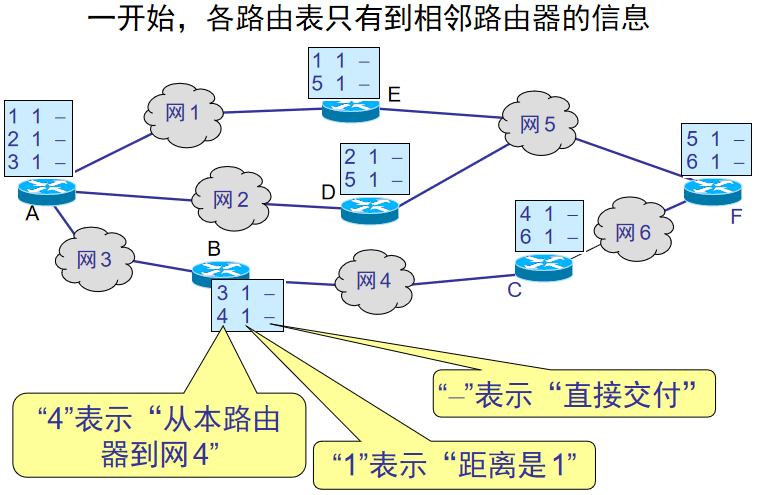 一开始，各路由表只有到相邻路由器的信息
1 1 –
5 1 –
E
网1
网5
1 1 –
2 1 –
3 1 –
A
5 1 –
6 1 –
F
2 1 –
5 1 –
D
网2
4 1 –
6 1 –
C
网6
网3
B
3 1 –
4 1 –
网4
“–”表示“直接交付”
“4”表示“从本路由
器到网4”
“1”表示“距离是1”